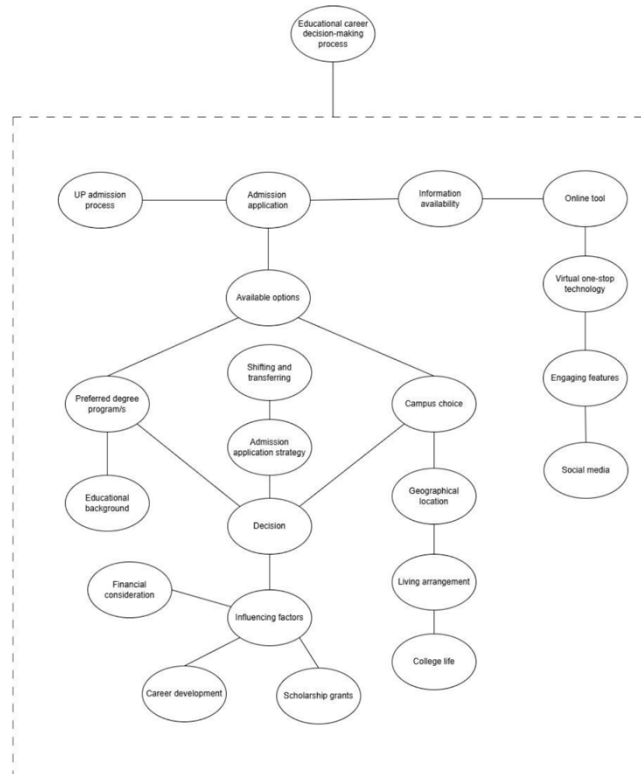 Educational career
decision-making
process
UP admission
process
Admission
application
Information
availability
Online tool
Available options
Virtual one-stop
technology
Shifting and
transferring
Preferred degree
program/s
Campus choice
Engaging features
Admission
application strategy
Educational
background
Geographical
location
Social media
Decision
Financial
consideration
Living arrangement
Influencing factors
College life
Career development
Scholarship grants